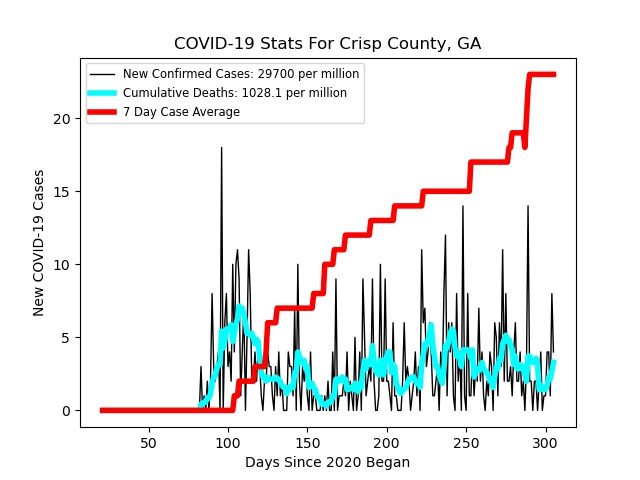 COVID-19 Stats For Crisp County, GA
New Confirmed Cases: 29700 per million
Cumulative Deaths: 1028.1 per million
7 Day Case Average
New COVID-19 Cases
20
15
10
5
0
50 100 150 200 250 300
Days Since 2020 Began